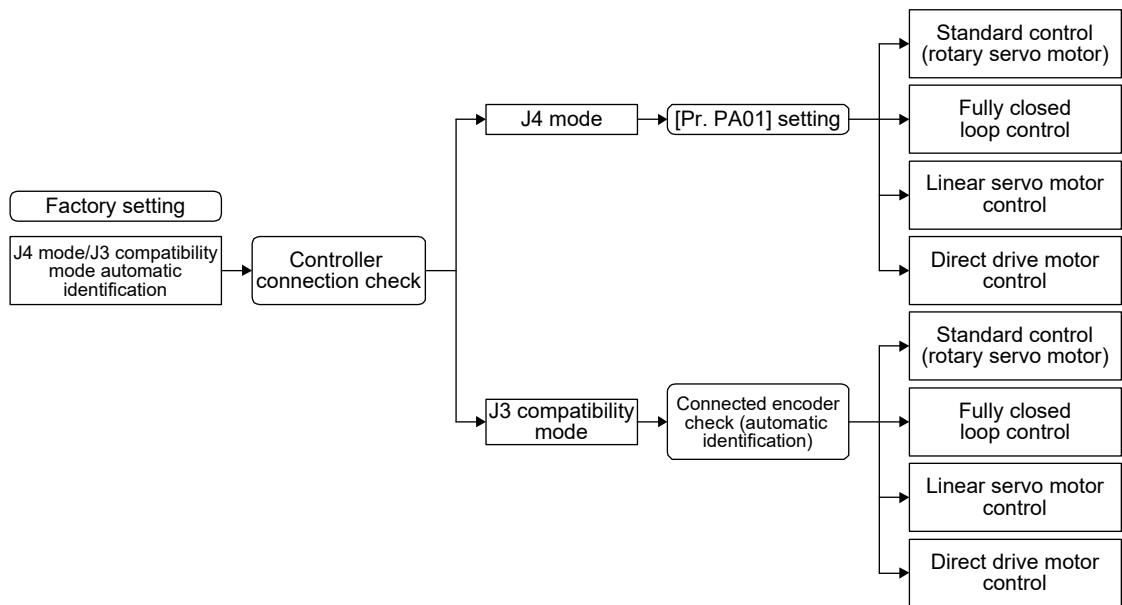 Factory setting
J4 mode/J3 compatibility
mode automatic
identification
Controller
connection check
J4 mode
[Pr. PA01] setting
Standard control
(rotary servo motor)
Fully closed
loop control
Linear servo motor
control
Direct drive motor
control
J3 compatibility
mode
Connected encoder
check (automatic
identification)
Standard control
(rotary servo motor)
Fully closed
loop control
Linear servo motor
control
Direct drive motor
control